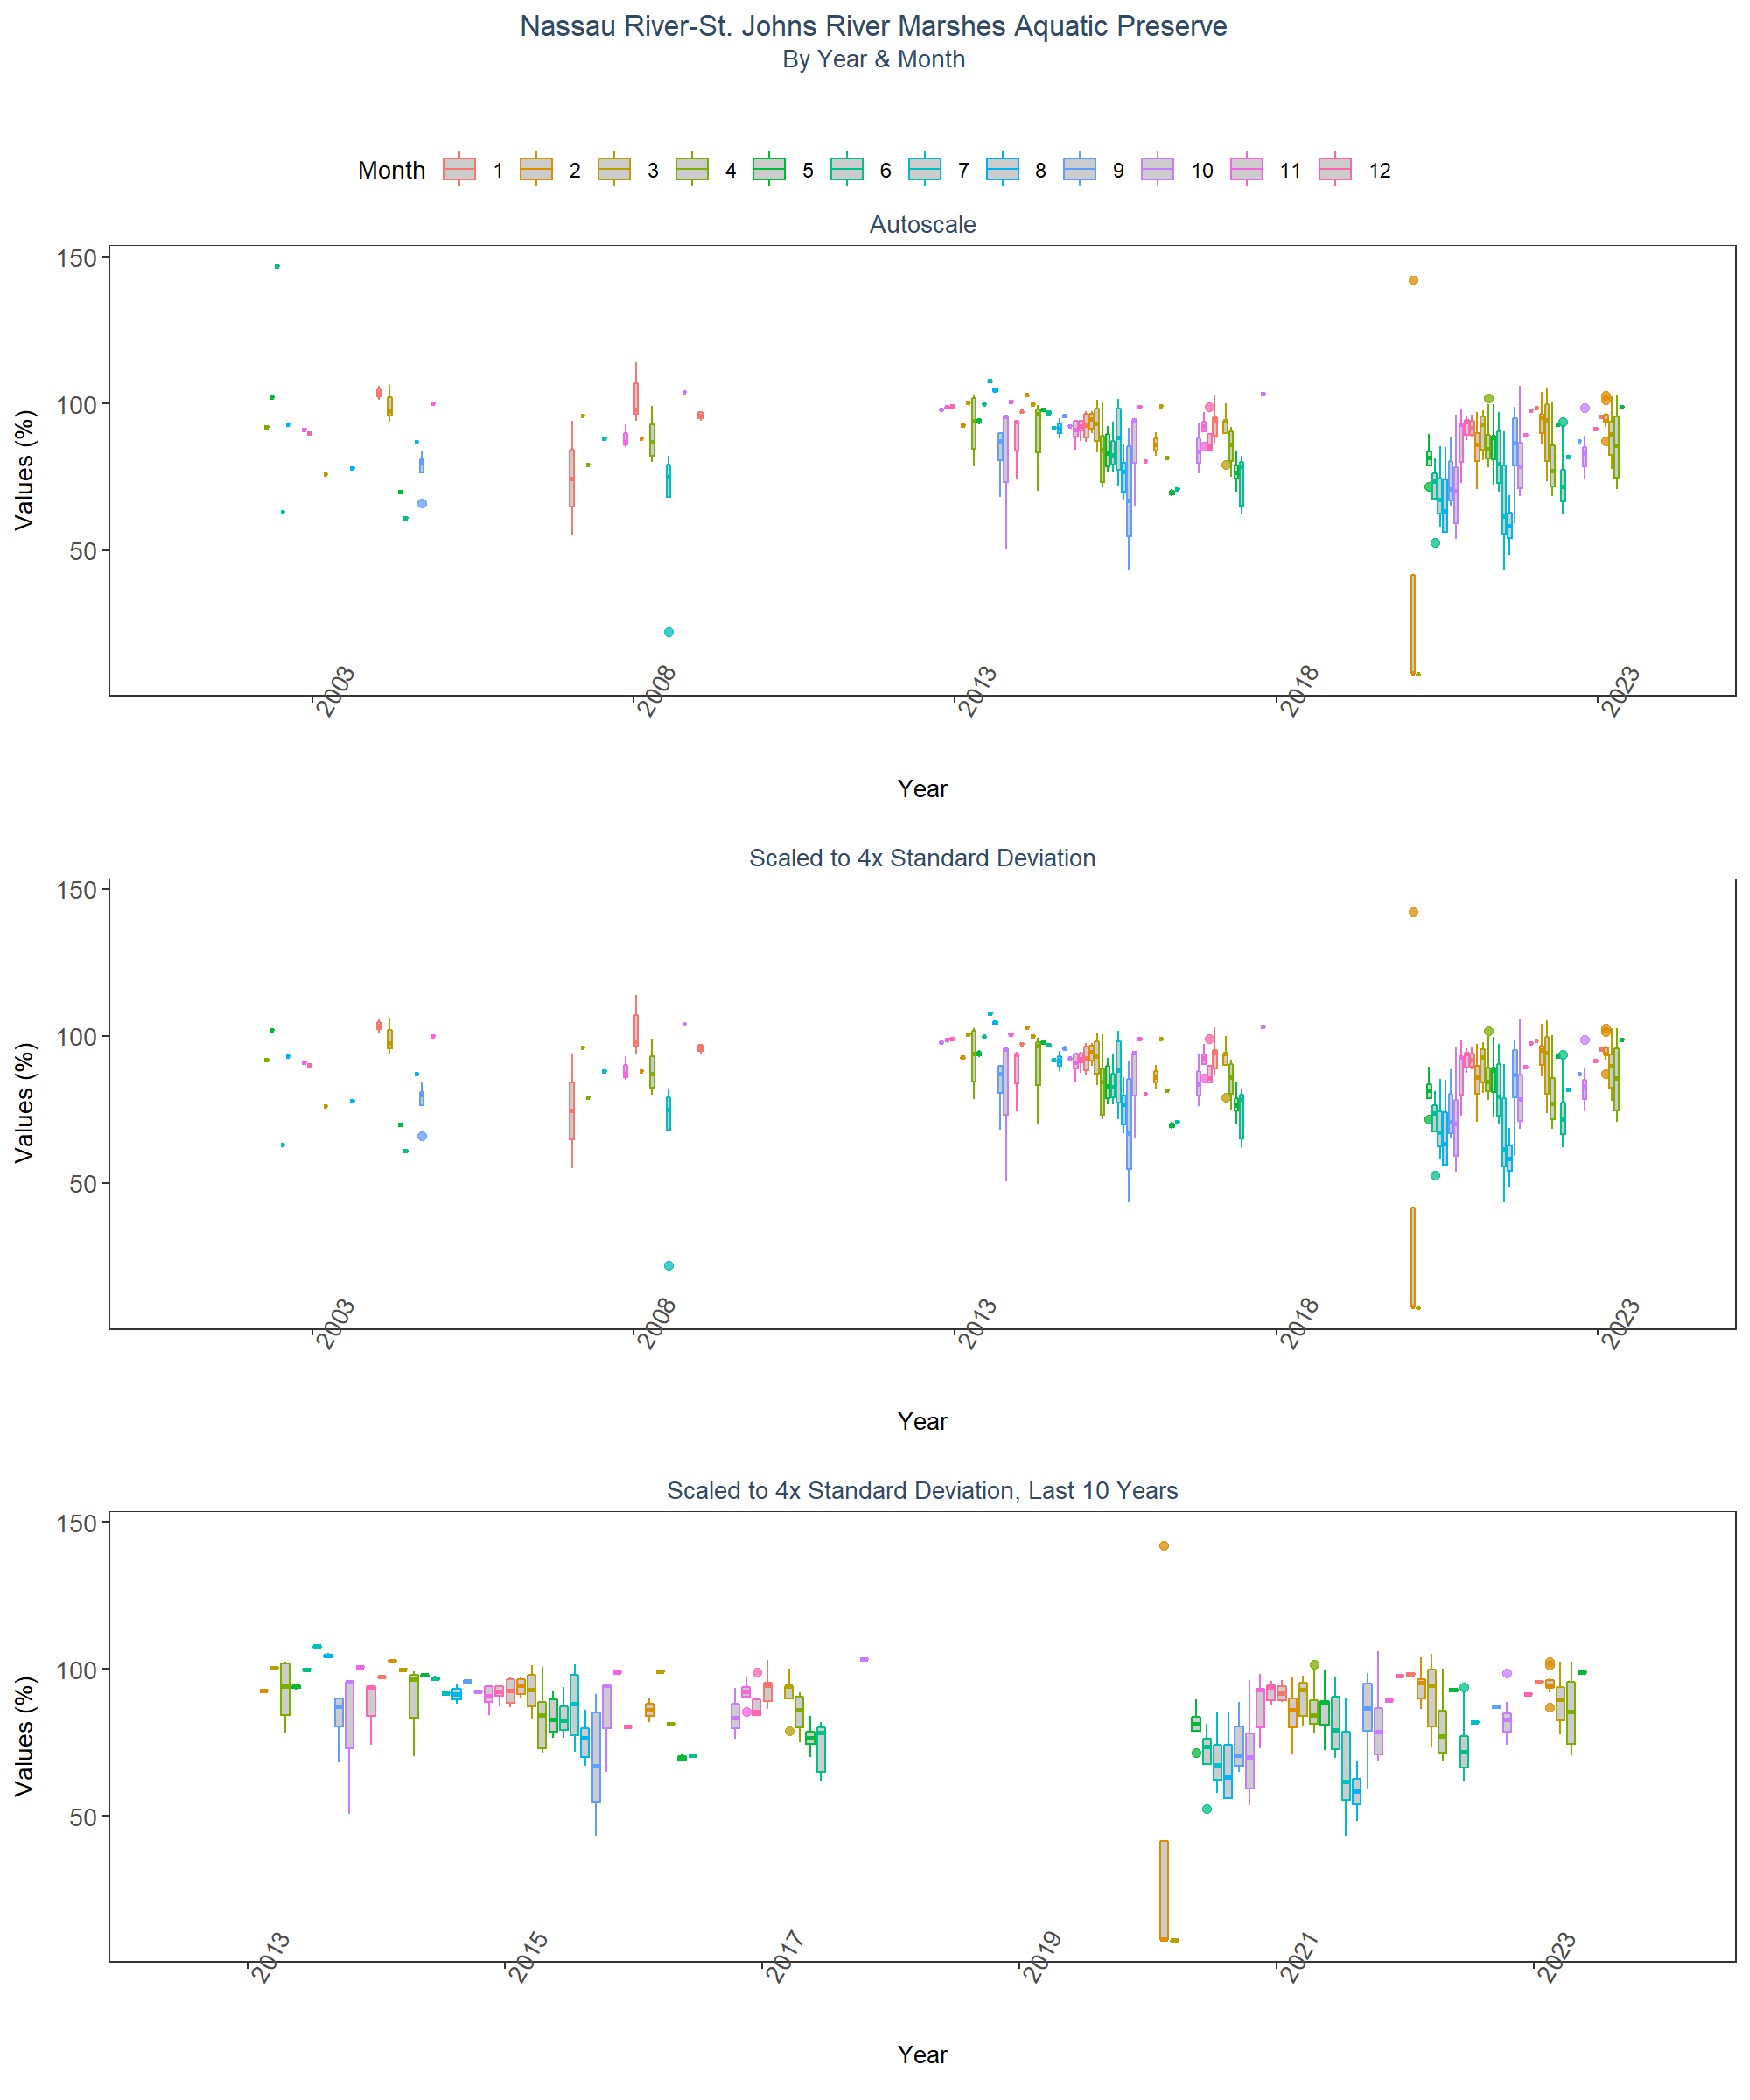 Nassau River-St. Johns River Marshes Aquatic Preserve
By Year & Month
Month 1 2 3 4 5 6 7 8 9 10 11 12
Autoscale
Values (%)
150
100
50
2003 2008 2013 2018 2023
Year
Scaled to 4x Standard Deviation
Values (%)
150
100
50
2003 2008 2013 2018 2023
Year
Scaled to 4x Standard Deviation, Last 10 Years
Values (%)
150
100
50
2013 2015 2017 2019 2021 2023
Year